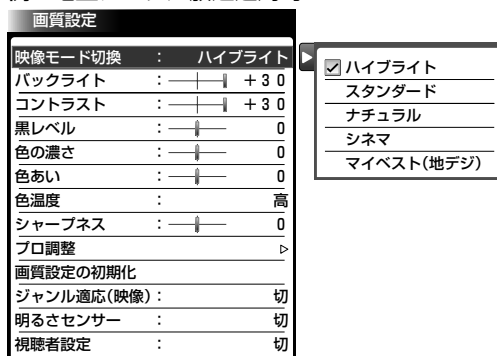 画質設定
映像モード切換 : ハイブライト
バックライト : +30
コントラスト : +30
黒レベル : 0
色の濃さ : 0
色あい : 0
色温度 : 高
シャープネス : 0
プロ調整
画質設定の初期化
ジャンル適応(映像) : 切
明るさセンサー : 切
視聴者設定 : 切
ハイブライト
スタンダード
ナチュラル
シネマ
マイベスト(地デジ)